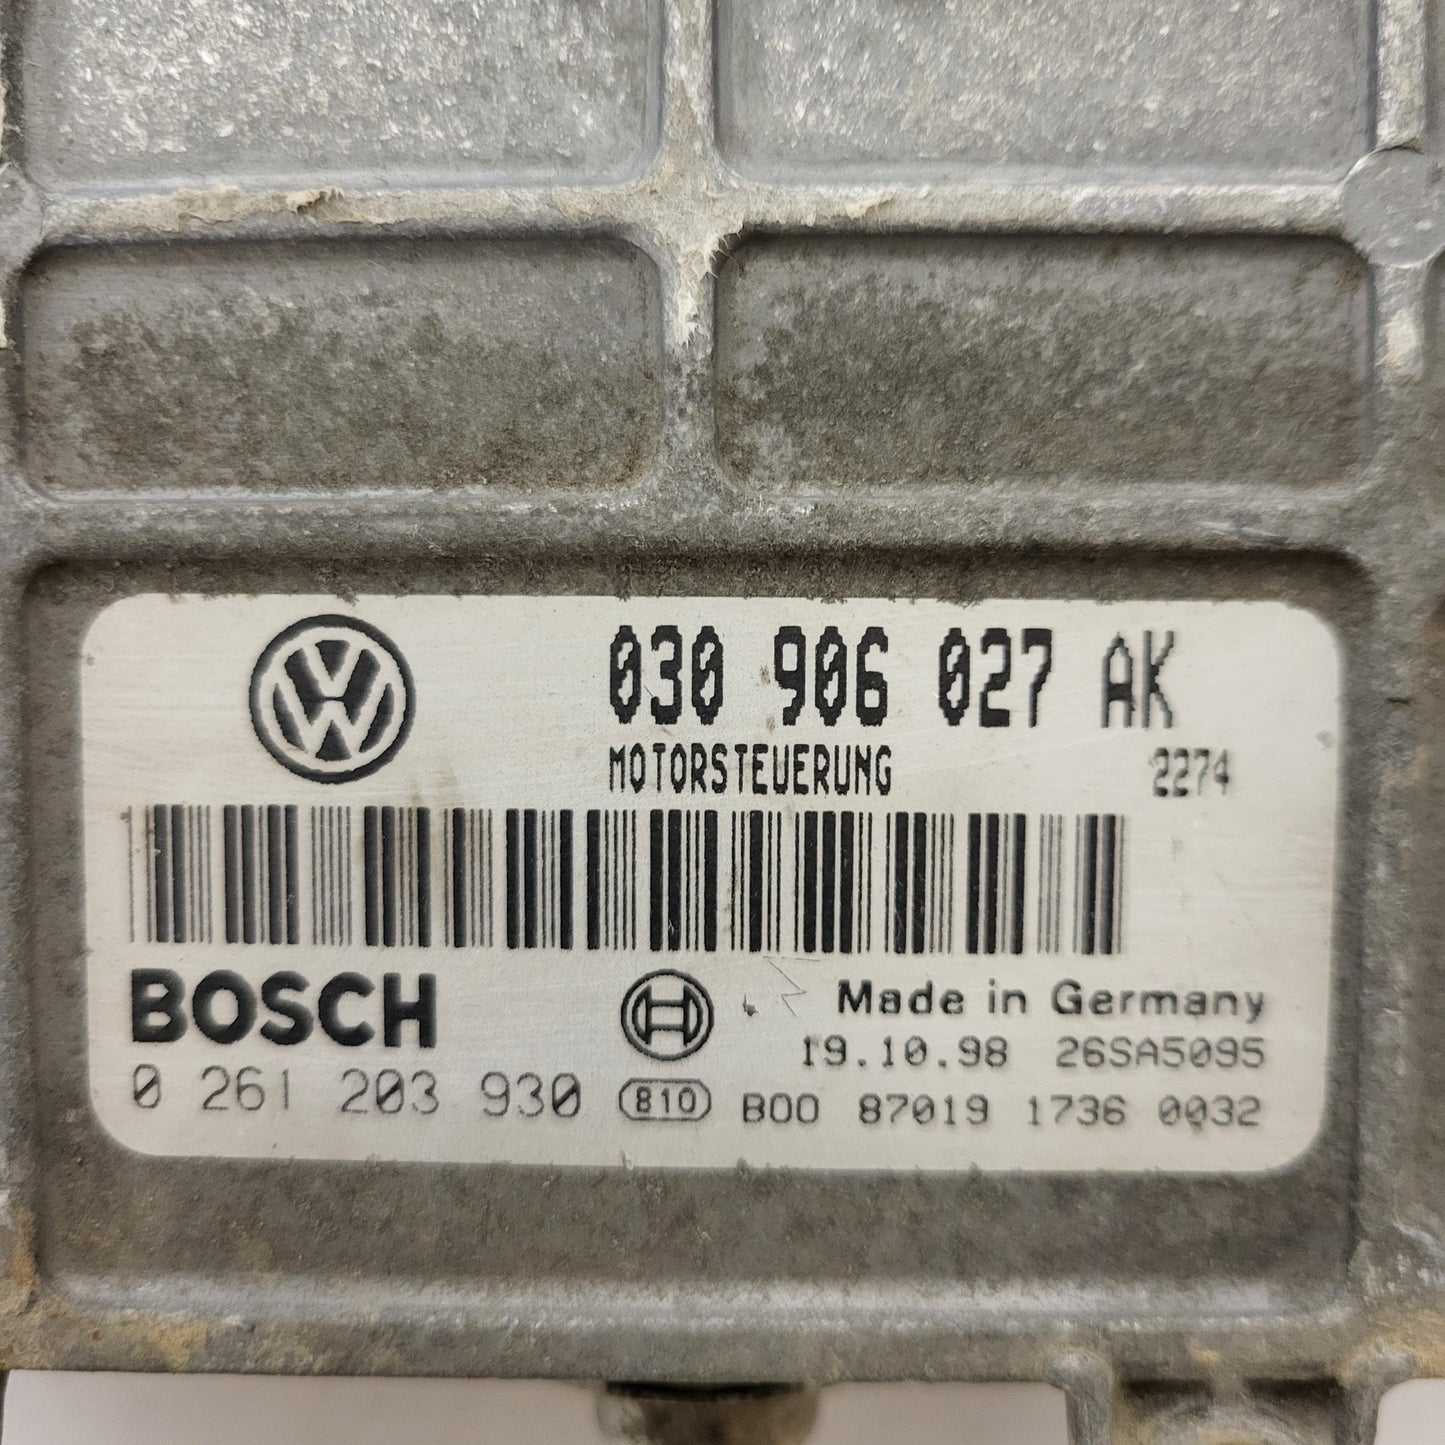 030 906 027 AK
MOTORSTEUERUNG 2274
BOSCH
Made in Germany
19.10.98 26SA5095
0 261 203 930 810 B00 87019 1736 0032